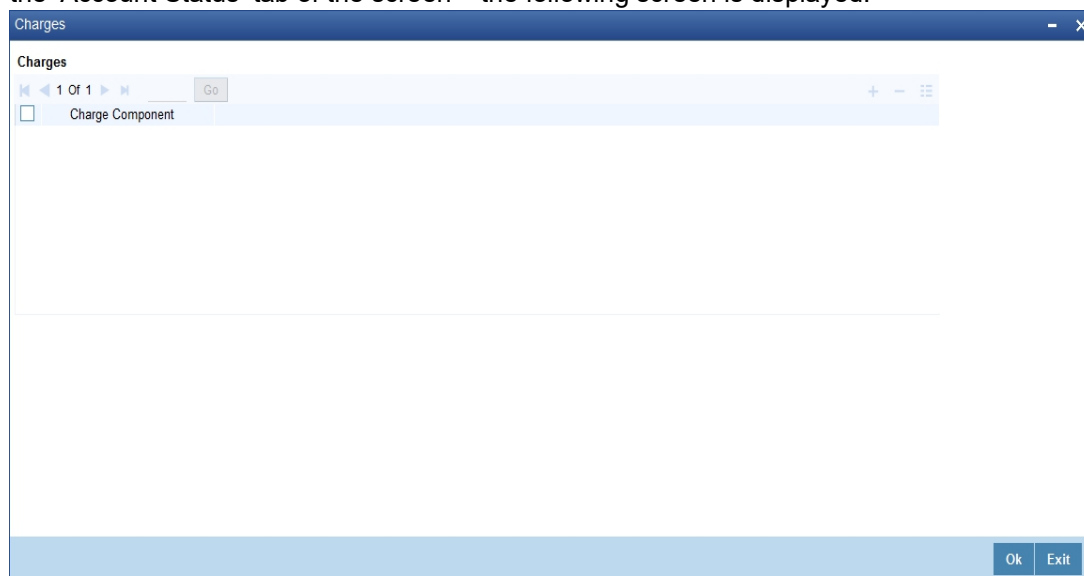 the 'Account Status' tab of the screen – the following screen is displayed.
Charges
Charges
1 Of 1 Go
Charge Component
Ok Exit